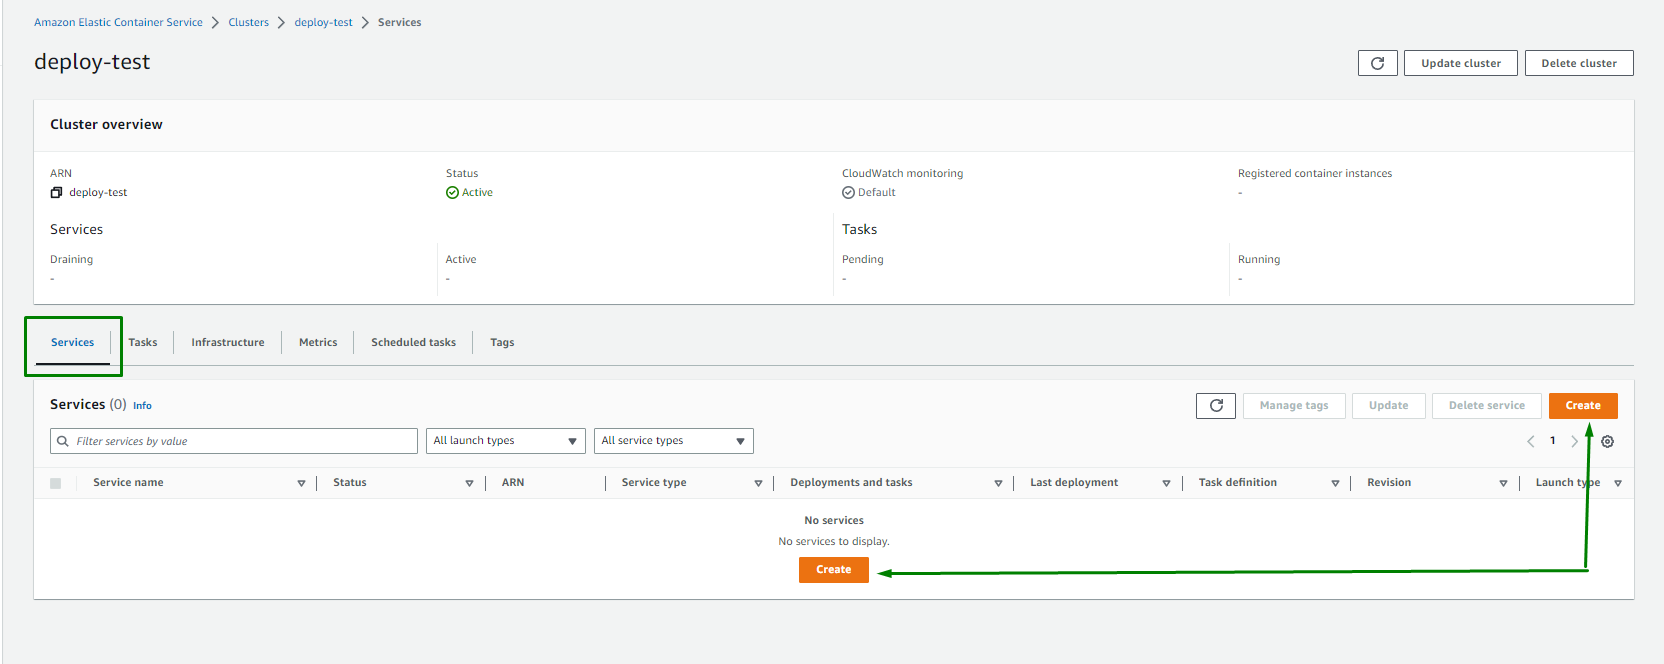 Amazon Elastic Container Service > Clusters > deploy-test > Services
deploy-test
Update cluster
Delete cluster
Cluster overview
ARN
deploy-test
Status
Active
CloudWatch monitoring
Default
Registered container instances
-
Services
Draining
-
Active
-
Tasks
Pending
-
Running
-
Services
Tasks
Infrastructure
Metrics
Scheduled tasks
Tags
Services (0) Info
Manage tags
Update
Delete service
Create
Filter services by value
All launch types
All service types
1
Service name
Status
ARN
Service type
Deployments and tasks
Last deployment
Task definition
Revision
Launch type
No services
No services to display.
Create